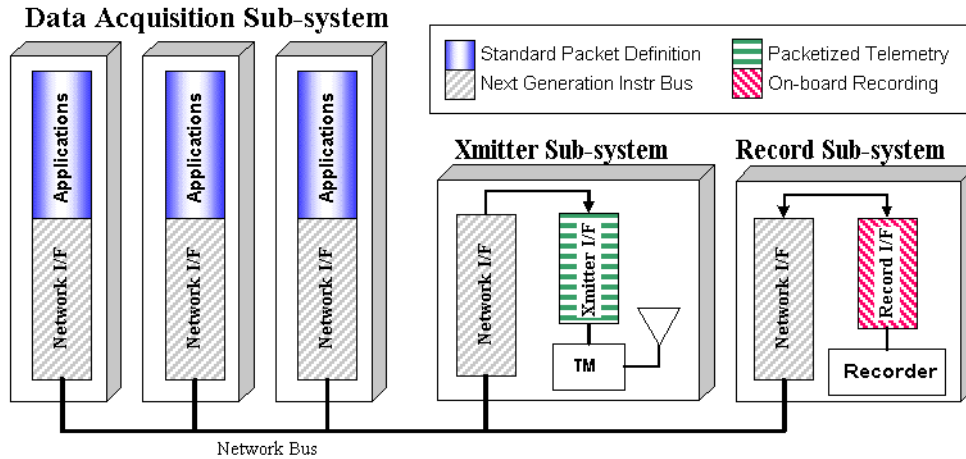 Data Acquisition Sub-system
Standard Packet Definition
Next Generation Instr Bus
Packetized Telemetry
On-board Recording
Applications
Network I/F
Applications
Network I/F
Applications
Network I/F
Xmitter Sub-system
Network I/F
Xmitter I/F
TM
Record Sub-system
Network I/F
Record I/F
Recorder
Network Bus